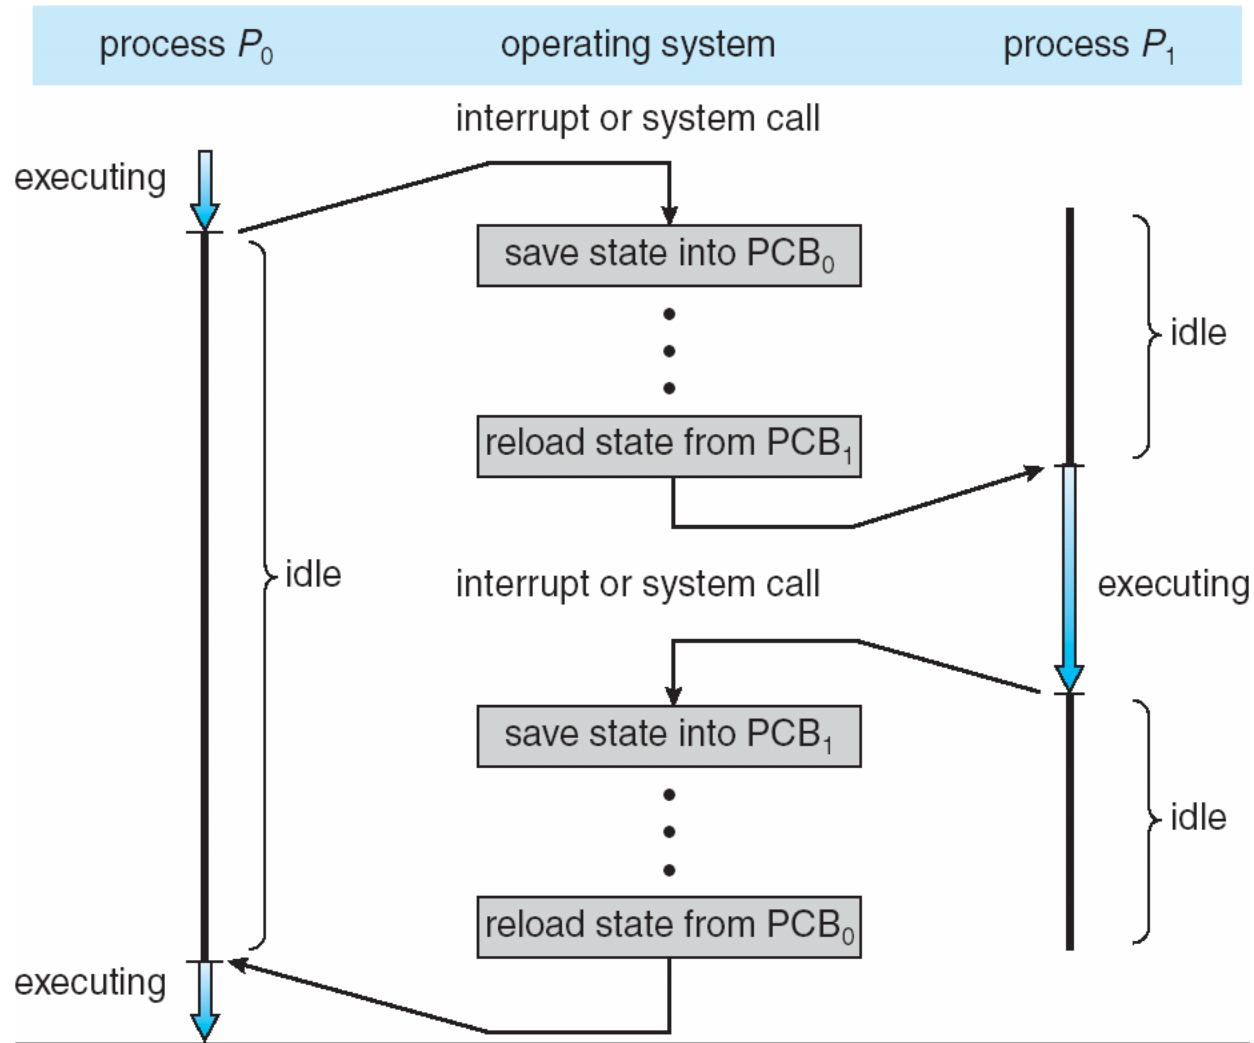 process P₀ operating system process P₁
interrupt or system call
executing
save state into PCB₀
idle
reload state from PCB₁
idle
interrupt or system call
executing
save state into PCB₁
idle
reload state from PCB₀
executing